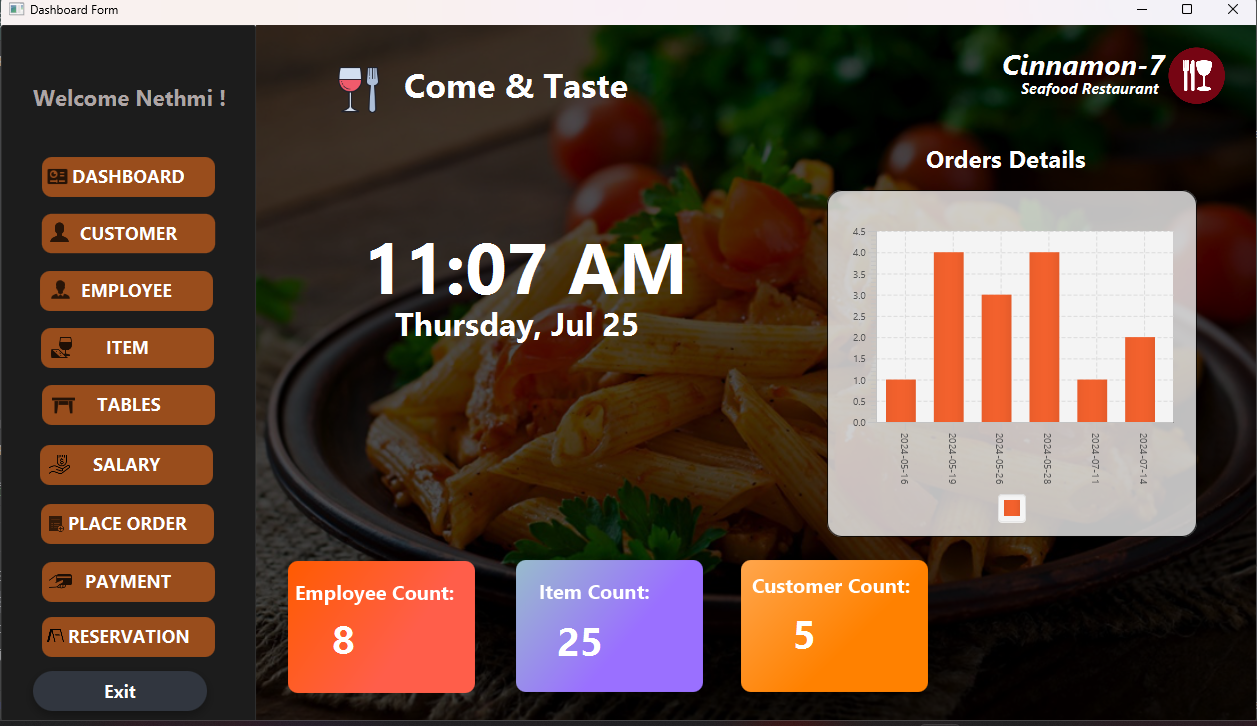 Dashboard Form
Welcome Nethmi !
DASHBOARD
CUSTOMER
EMPLOYEE
ITEM
TABLES
SALARY
PLACE ORDER
PAYMENT
RESERVATION
Exit
Come & Taste
Cinnamon-7
Seafood Restaurant
11:07 AM
Thursday, Jul 25
Orders Details
4.5
4.0
3.5
3.0
2.5
2.0
1.5
1.0
0.5
0.0
2024-05-16
2024-05-19
2024-05-26
2024-05-28
2024-07-11
2024-07-14
Employee Count:
8
Item Count:
25
Customer Count:
5